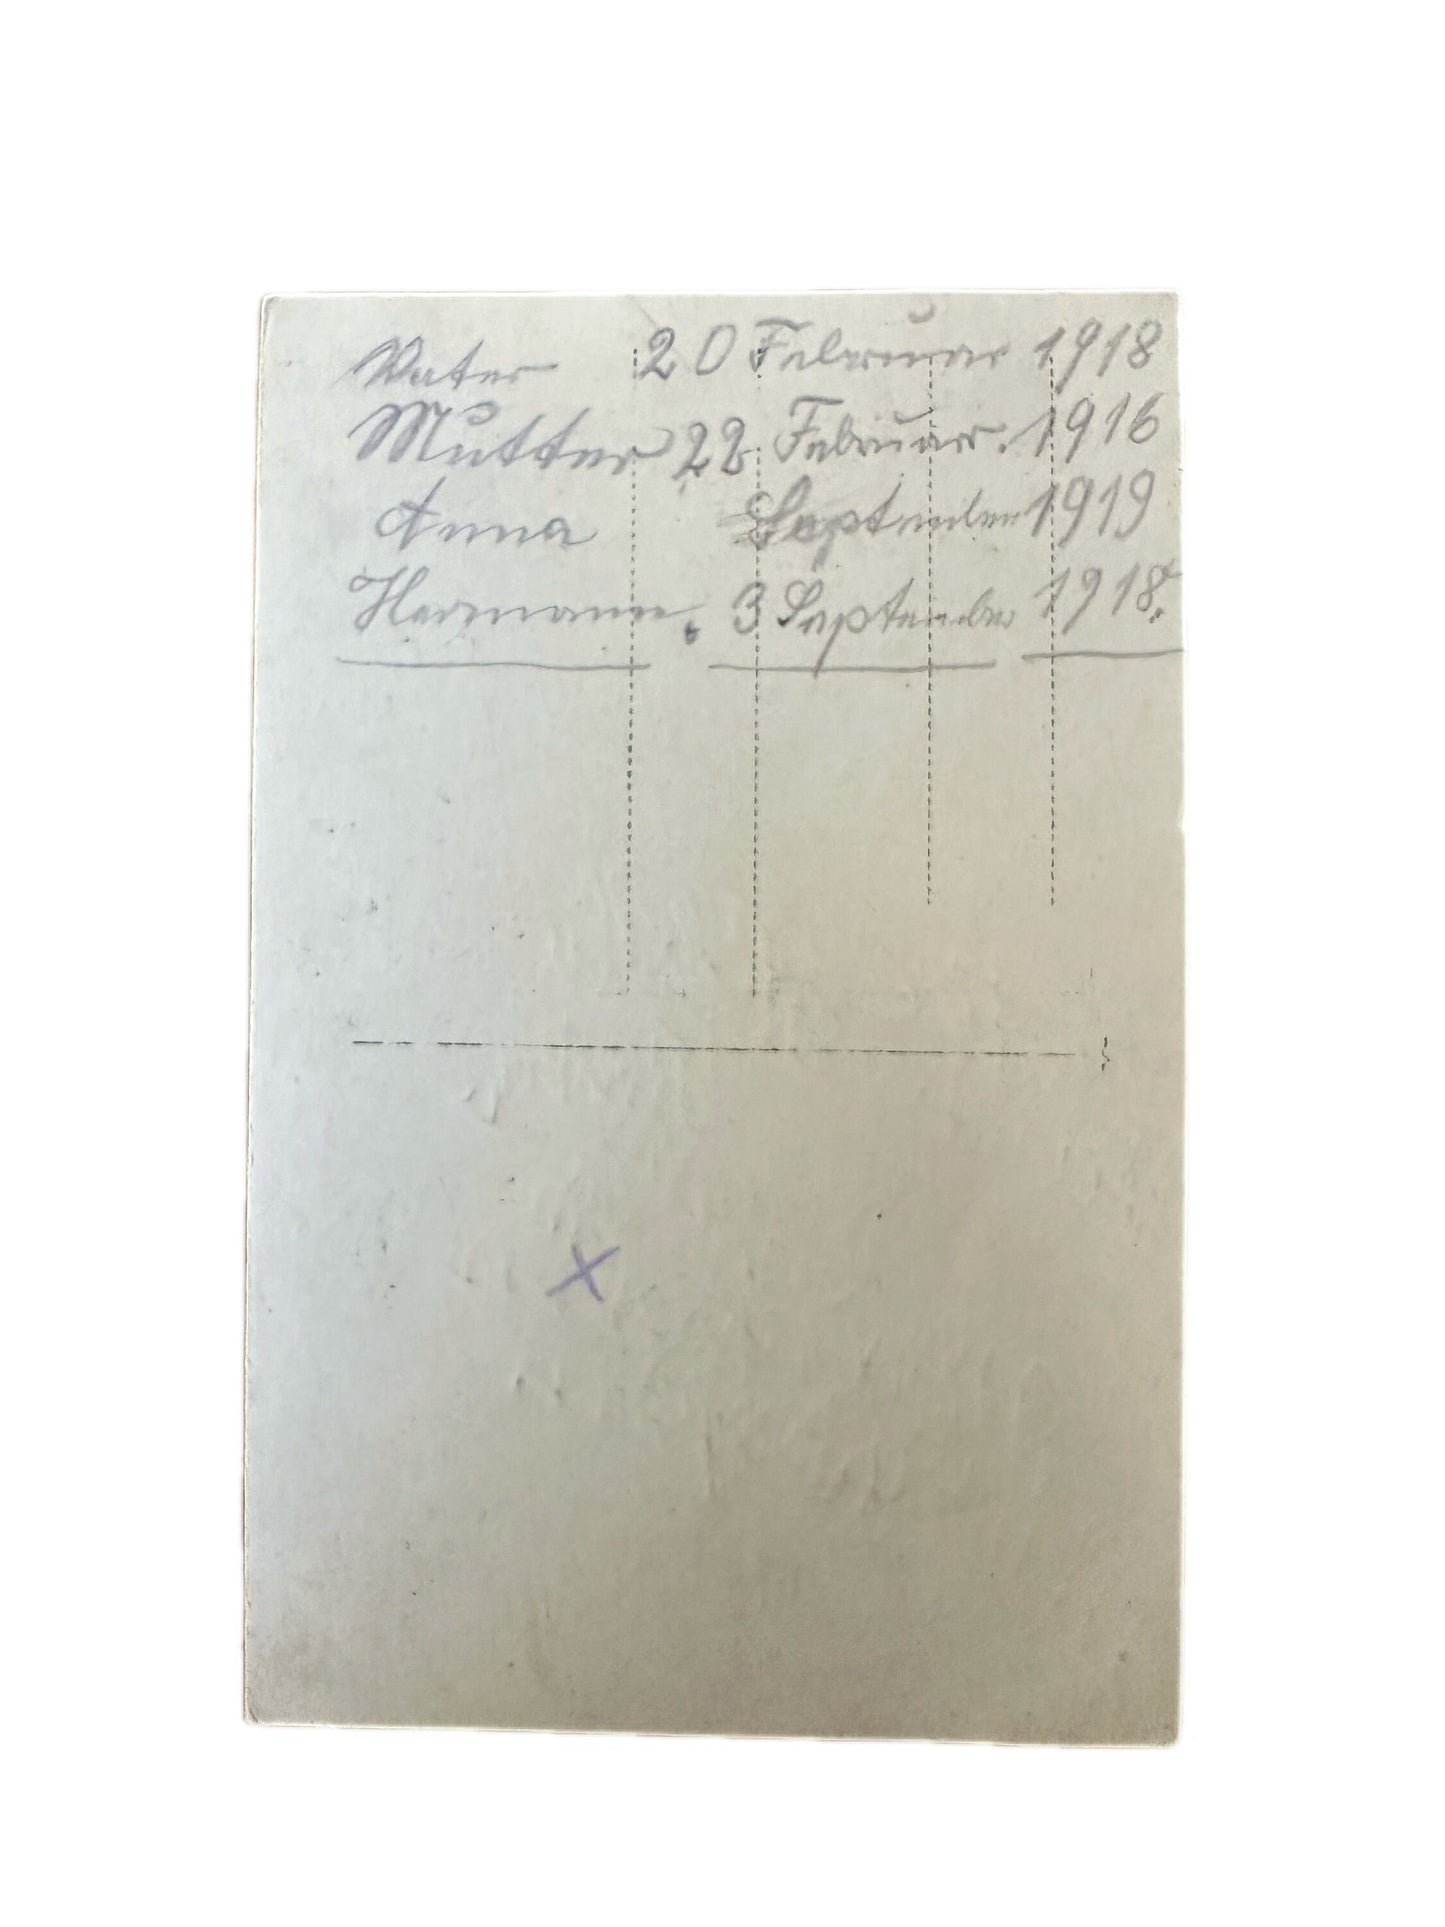 Vater 20 Februar 1918
Mutter 22 Februar. 1916
Anna September 1919
Hermann. 3 September 1918.
x